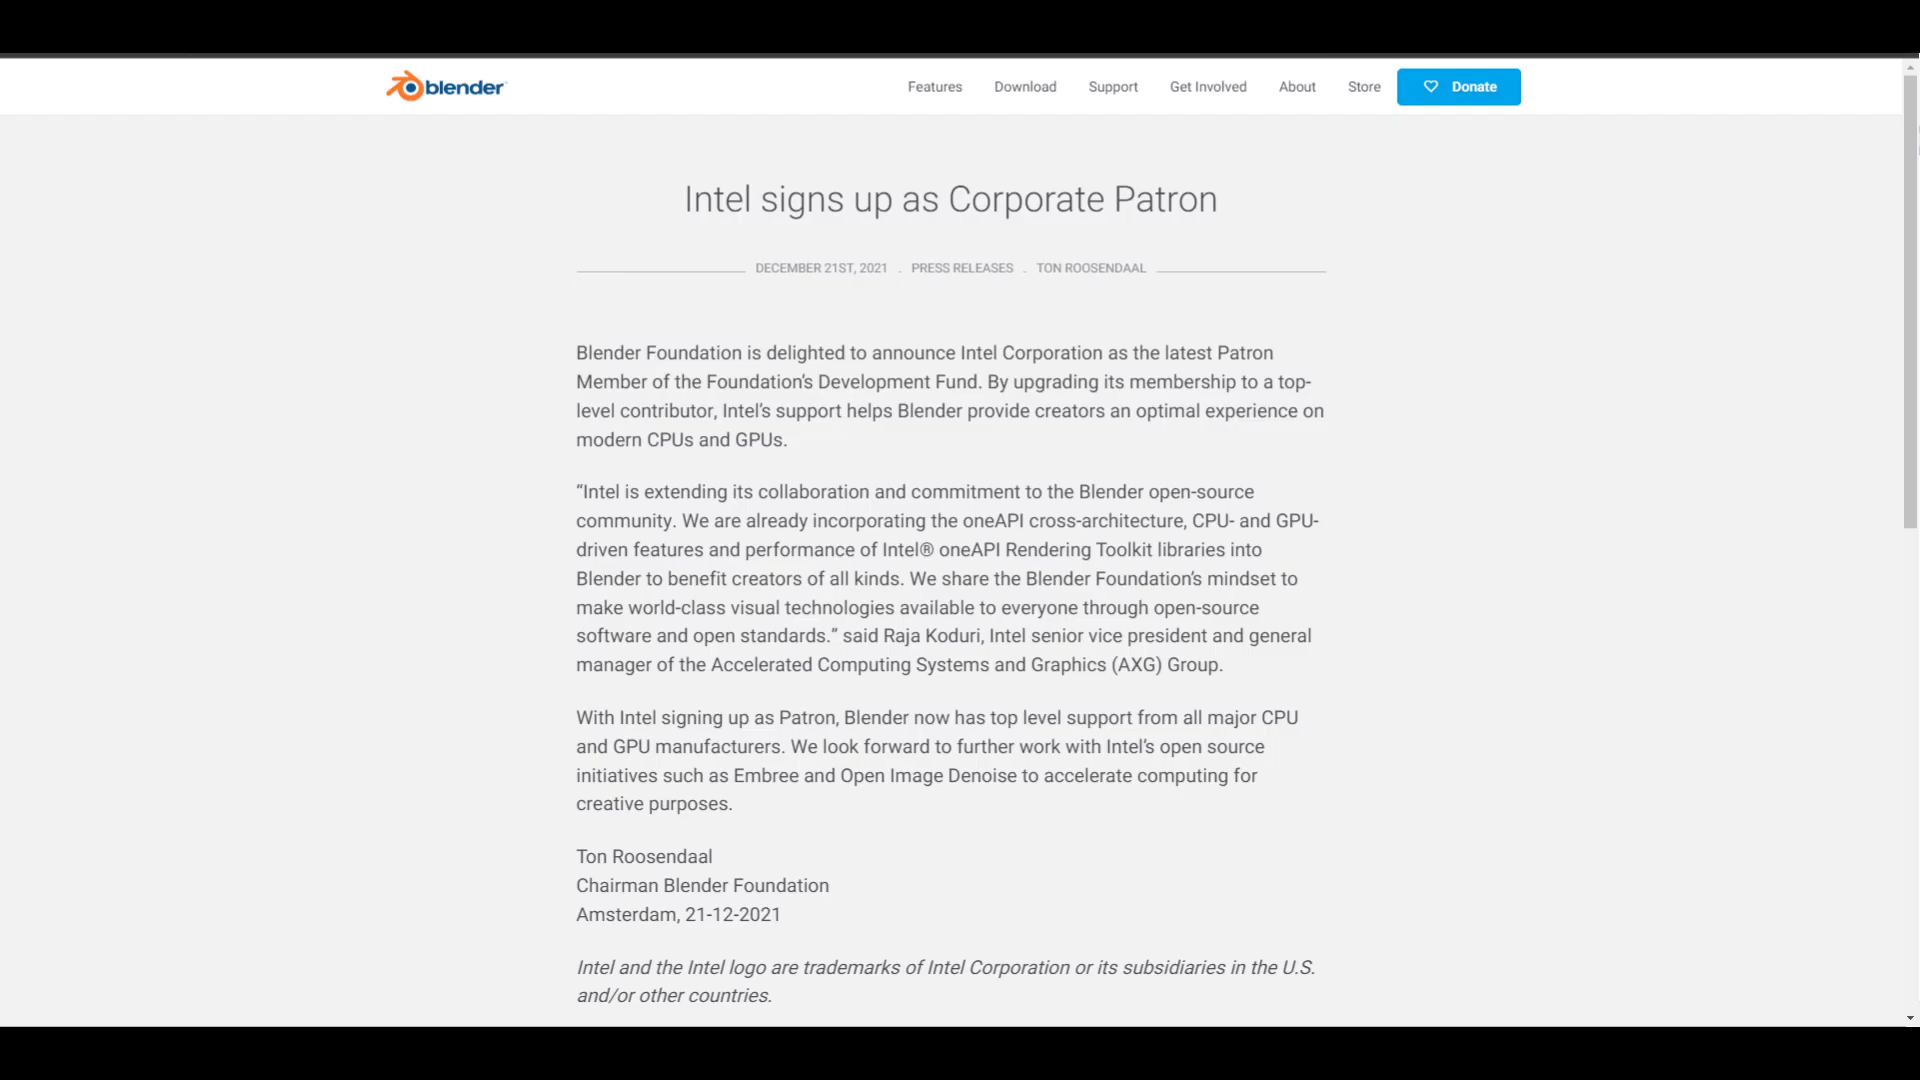 blender
Features
Download
Support
Get Involved
About
Store
Donate
Intel signs up as Corporate Patron
DECEMBER 21ST, 2021 . PRESS RELEASES . TON ROOSENDAAL
Blender Foundation is delighted to announce Intel Corporation as the latest Patron
Member of the Foundation’s Development Fund. By upgrading its membership to a top-
level contributor, Intel’s support helps Blender provide creators an optimal experience on
modern CPUs and GPUs.
“Intel is extending its collaboration and commitment to the Blender open-source
community. We are already incorporating the oneAPI cross-architecture, CPU- and GPU-
driven features and performance of Intel® oneAPI Rendering Toolkit libraries into
Blender to benefit creators of all kinds. We share the Blender Foundation’s mindset to
make world-class visual technologies available to everyone through open-source
software and open standards.” said Raja Koduri, Intel senior vice president and general
manager of the Accelerated Computing Systems and Graphics (AXG) Group.
With Intel signing up as Patron, Blender now has top level support from all major CPU
and GPU manufacturers. We look forward to further work with Intel’s open source
initiatives such as Embree and Open Image Denoise to accelerate computing for
creative purposes.
Ton Roosendaal
Chairman Blender Foundation
Amsterdam, 21-12-2021
Intel and the Intel logo are trademarks of Intel Corporation or its subsidiaries in the U.S.
and/or other countries.